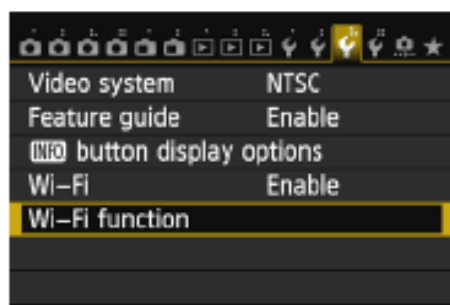 Video system NTSC
Feature guide Enable
INFO button display options
Wi-Fi Enable
Wi-Fi function